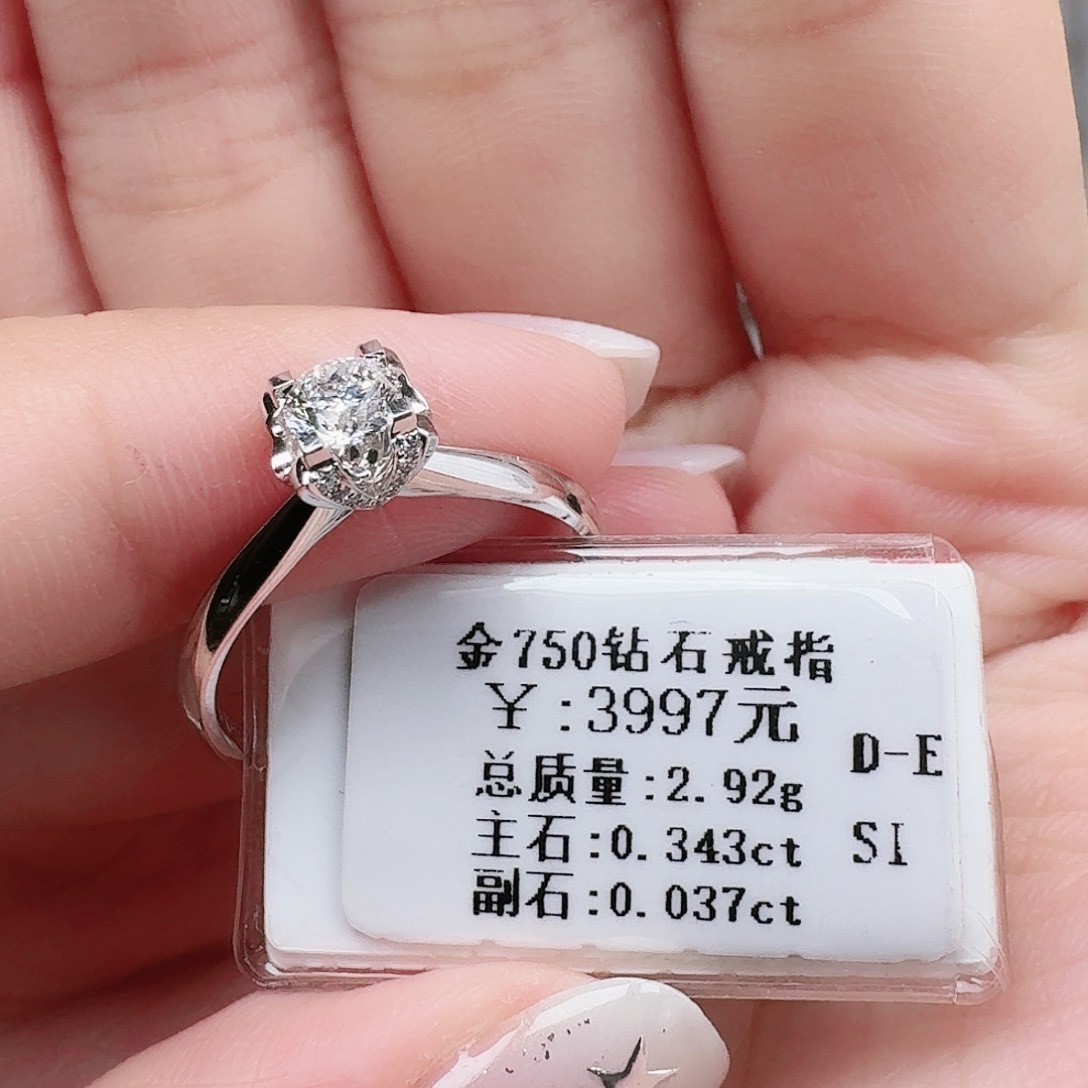 金750钻石戒指
￥:3997元
总质量:2.92g
主石:0.343ct
副石:0.037ct
D-E
SI